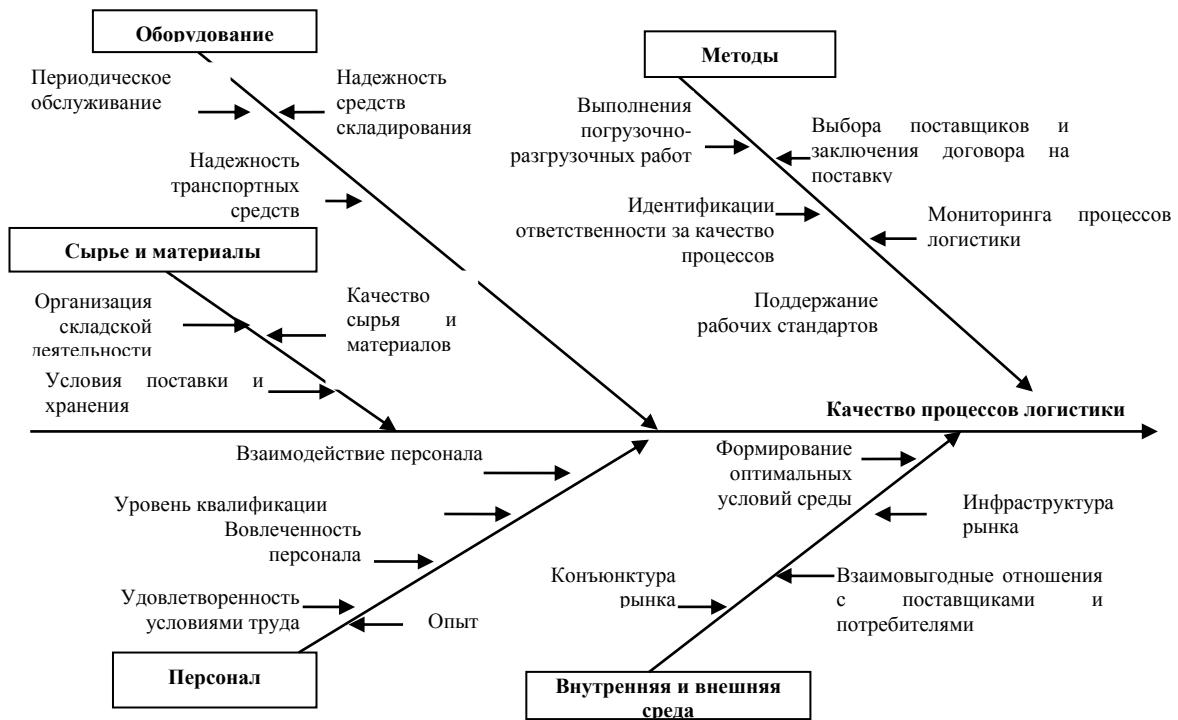 Оборудование
Методы
Периодическое
обслуживание
Надежность
средств
складирования
Выполнения
погрузочно-
разгрузочных работ
Выбора поставщиков и
заключения договора на
поставку
Надежность
транспортных
средств
Идентификации
ответственности за качество
процессов
Мониторинга процессов
логистики
Сырье и материалы
Организация
складской
деятельности
Качество
сырья и
материалов
Поддержание
рабочих стандартов
Условия поставки и
хранения
Качество процессов логистики
Взаимодействие персонала
Формирование
оптимальных
условий среды
Уровень квалификации
Вовлеченность
персонала
Инфраструктура
рынка
Удовлетворенность
условиями труда
Опыт
Конъюнктура
рынка
Взаимовыгодные отношения
с поставщиками и
потребителями
Персонал
Внутренняя и внешняя
среда